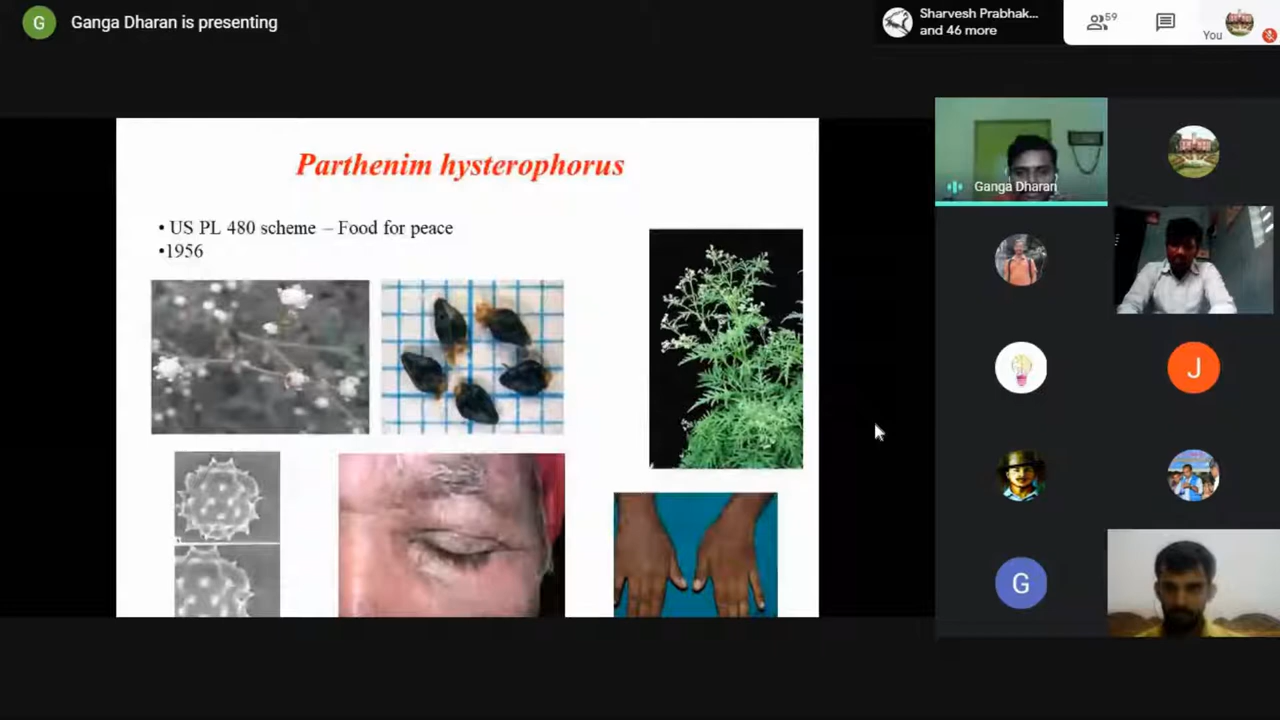 G
Ganga Dharan is presenting
Sharvesh Prabhak...
and 46 more
59
You
Parthenim hysterophorus
• US PL 480 scheme – Food for peace
•1956
Ganga Dharan
J
G